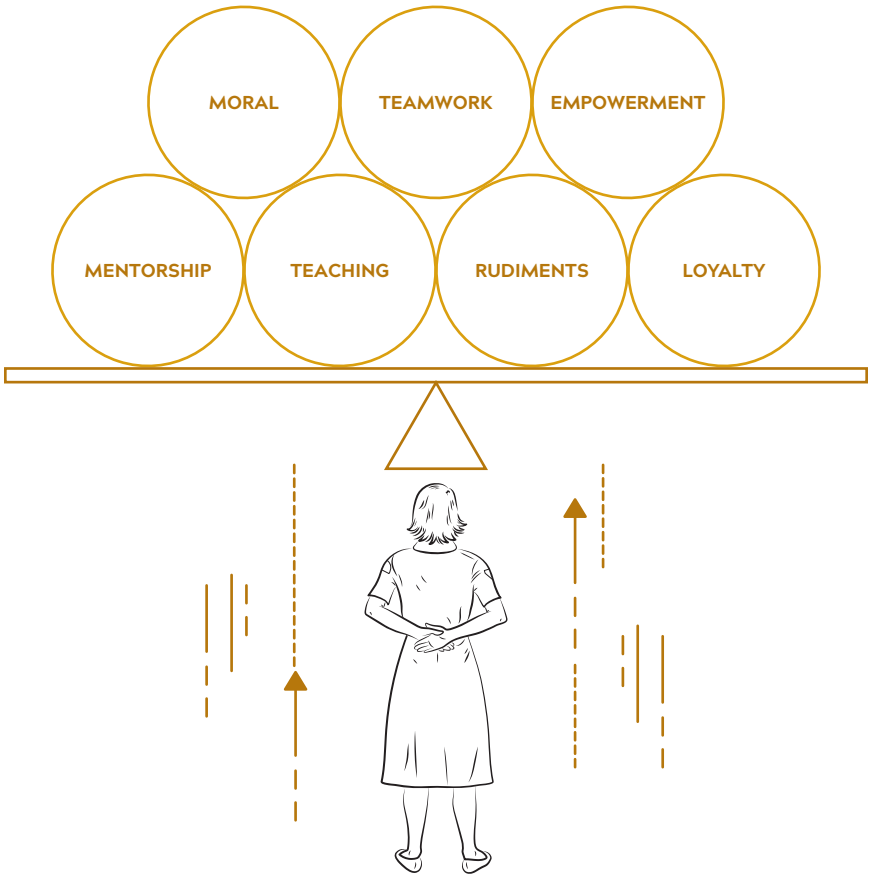 MORAL
TEAMWORK
EMPOWERMENT
MENTORSHIP
TEACHING
RUDIMENTS
LOYALTY